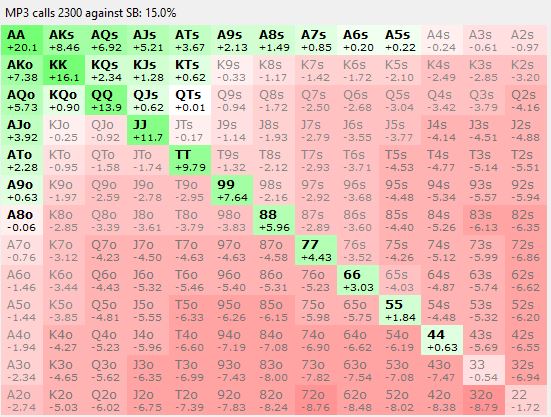 MP3 calls 2300 against SB: 15.0%
AA AKs AQs AJs ATs A9s A8s A7s A6s A5s A4s A3s A2s
+20.1 +8.46 +6.92 +5.21 +3.67 +2.13 +1.49 +0.85 +0.20 +0.22 -0.24 -0.61 -0.97
AKo KK KQs KJs KTs K9s K8s K7s K6s K5s K4s K3s K2s
+7.38 +16.1 +2.34 +1.28 +0.62 -0.33 -1.17 -1.42 -1.72 -2.10 -2.49 -2.85 -3.20
AQo KQo QQ QJs QTs Q9s Q8s Q7s Q6s Q5s Q4s Q3s Q2s
+5.73 +0.90 +13.9 +0.62 +0.01 -0.94 -1.72 -2.50 -2.68 -3.04 -3.42 -3.79 -4.16
AJo KJo QJo JJ JTs J9s J8s J7s J6s J5s J4s J3s J2s
+3.92 -0.25 -0.92 +11.7 -0.17 -1.14 -1.93 -2.79 -3.55 -3.77 -4.14 -4.51 -4.88
ATo KTo QTo JTo TT T9s T8s T7s T6s T5s T4s T3s T2s
+2.28 -0.95 -1.58 -1.74 +9.79 -1.32 -2.12 -2.93 -3.71 -4.53 -4.77 -5.14 -5.51
A9o K9o Q9o J9o T9o 99 98s 97s 96s 95s 94s 93s 92s
+0.63 -1.97 -2.59 -2.78 -2.95 +7.64 -2.16 -2.92 -3.68 -4.48 -5.34 -5.57 -5.94
A8o K8o Q8o J8o T8o 98o 88 87s 86s 85s 84s 83s 82s
-0.06 -2.85 -3.39 -3.61 -3.79 -3.83 +5.96 -2.89 -3.60 -4.40 -5.26 -6.13 -6.35
A7o K7o Q7o J7o T7o 97o 87o 77 76s 75s 74s 73s 72s
-0.76 -3.12 -4.23 -4.50 -4.63 -4.63 -4.58 +4.43 -3.52 -4.26 -5.12 -5.99 -6.86
A6o K6o Q6o J6o T6o 96o 86o 76o 66 65s 64s 63s 62s
-1.46 -3.44 -4.43 -5.32 -5.46 -5.40 -5.31 -5.23 +3.03 -4.03 -4.87 -5.74 -6.62
A5o K5o Q5o J5o T5o 95o 85o 75o 65o 55 54s 53s 52s
-1.44 -3.85 -4.81 -5.55 -6.33 -6.26 -6.15 -5.98 -5.75 +1.84 -4.48 -5.32 -6.20
A4o K4o Q4o J4o T4o 94o 84o 74o 64o 54o 44 43s 42s
-1.94 -4.27 -5.23 -5.96 -6.60 -7.19 -7.08 -6.90 -6.62 -6.19 +0.63 -5.69 -6.55
A3o K3o Q3o J3o T3o 93o 83o 73o 63o 53o 43o 33 32s
-2.34 -4.65 -5.62 -6.35 -6.99 -7.43 -8.00 -7.82 -7.54 -7.08 -7.47 -0.54 -6.94
A2o K2o Q2o J2o T2o 92o 82o 72o 62o 52o 42o 32o 22
-2.74 -5.03 -6.02 -6.75 -7.39 -7.83 -8.24 -8.76 -8.48 -8.02 -8.38 -8.79 -1.72